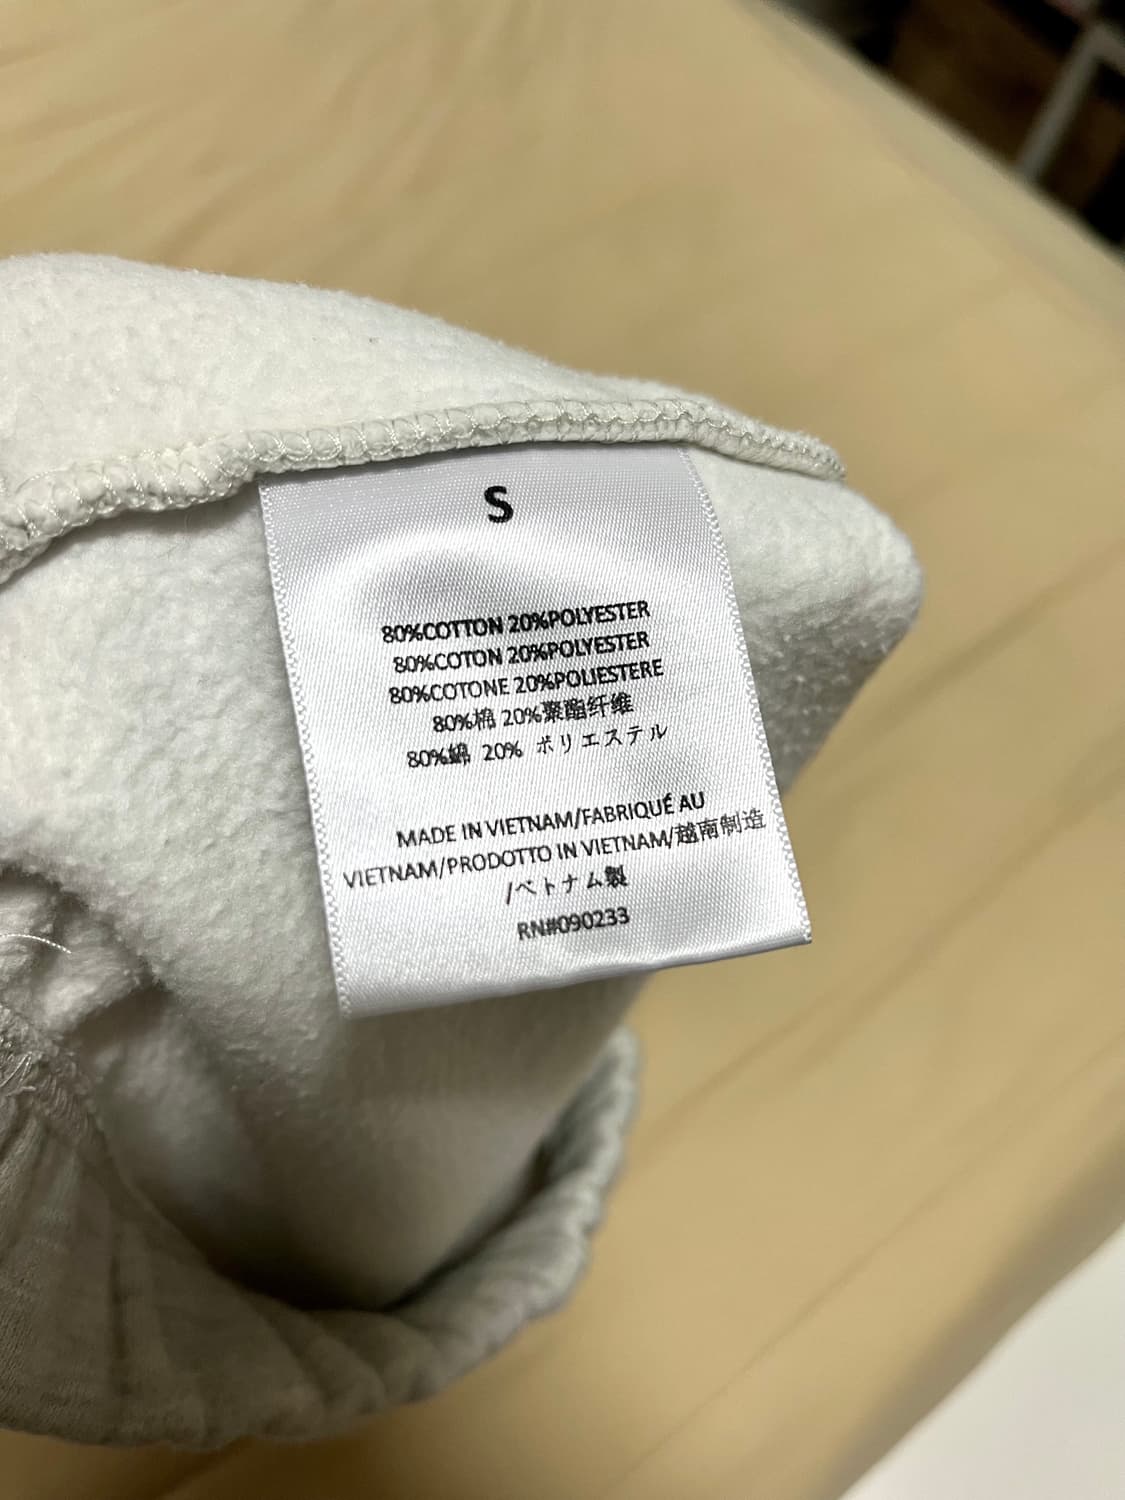 S
80%COTTON 20%POLYESTER
80%COTON 20%POLYESTER
80%COTONE 20%POLIESTERE
80%棉 20%聚酯纤维
80%綿 20% ポリエステル
MADE IN VIETNAM/FABRIQUÉ AU
VIETNAM/PRODOTTO IN VIETNAM/越南制造
/ベトナム製
RN#090233